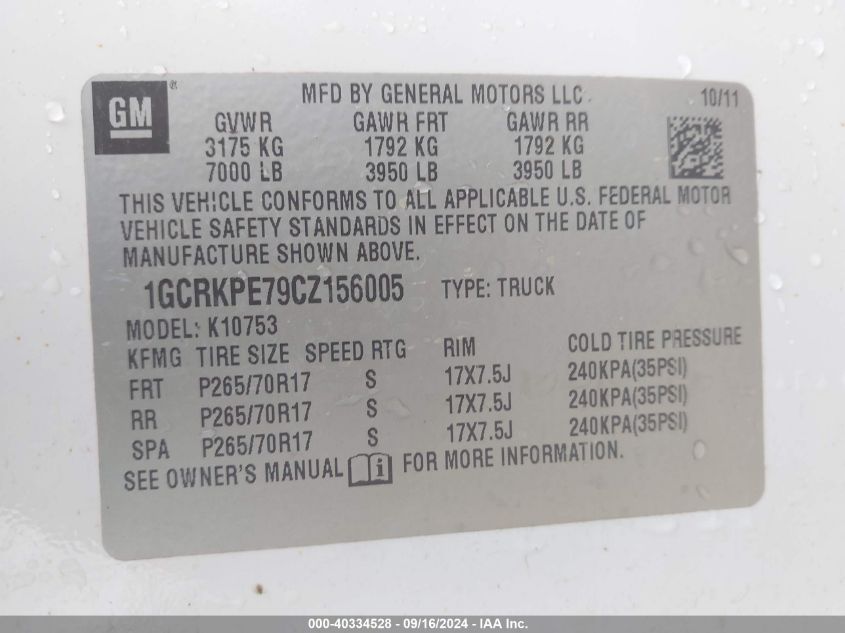 GM
MFD BY GENERAL MOTORS LLC 10/11
GVWR GAWR FRT GAWR RR
3175 KG 1792 KG 1792 KG
7000 LB 3950 LB 3950 LB
THIS VEHICLE CONFORMS TO ALL APPLICABLE U.S. FEDERAL MOTOR
VEHICLE SAFETY STANDARDS IN EFFECT ON THE DATE OF
MANUFACTURE SHOWN ABOVE.
1GCRKPE79CZ156005 TYPE: TRUCK
MODEL: K10753
KFMG TIRE SIZE SPEED RTG RIM COLD TIRE PRESSURE
FRT P265/70R17 S 17X7.5J 240KPA(35PSI)
RR P265/70R17 S 17X7.5J 240KPA(35PSI)
SPA P265/70R17 S 17X7.5J 240KPA(35PSI)
SEE OWNER'S MANUAL FOR MORE INFORMATION.
000-40334528 - 09/16/2024 - IAA Inc.